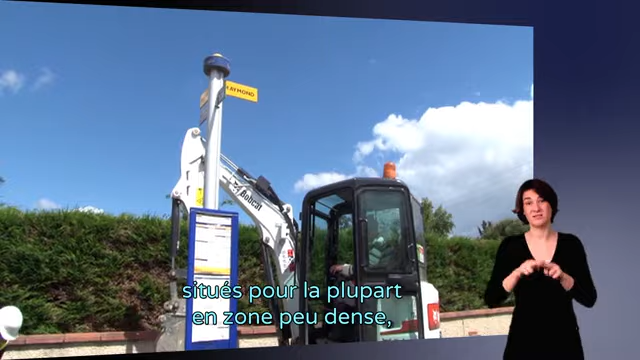 RAYMOND
Bobcat
situés pour la plupart
en zone peu dense,